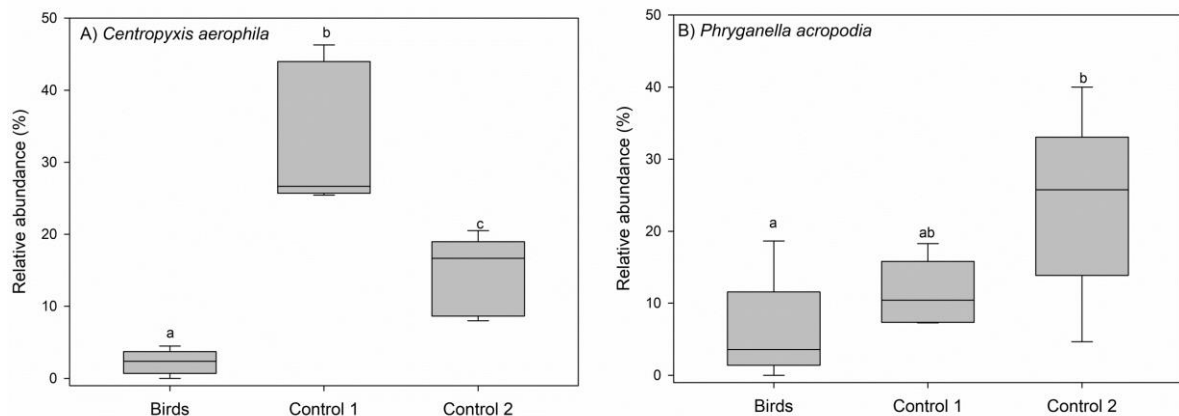 A) Centropyxis aerophila
Relative abundance (%)
50
40
30
20
10
0
a
b
c
Birds
Control 1
Control 2
B) Phryganella acropodia
Relative abundance (%)
50
40
30
20
10
0
a
ab
b
Birds
Control 1
Control 2